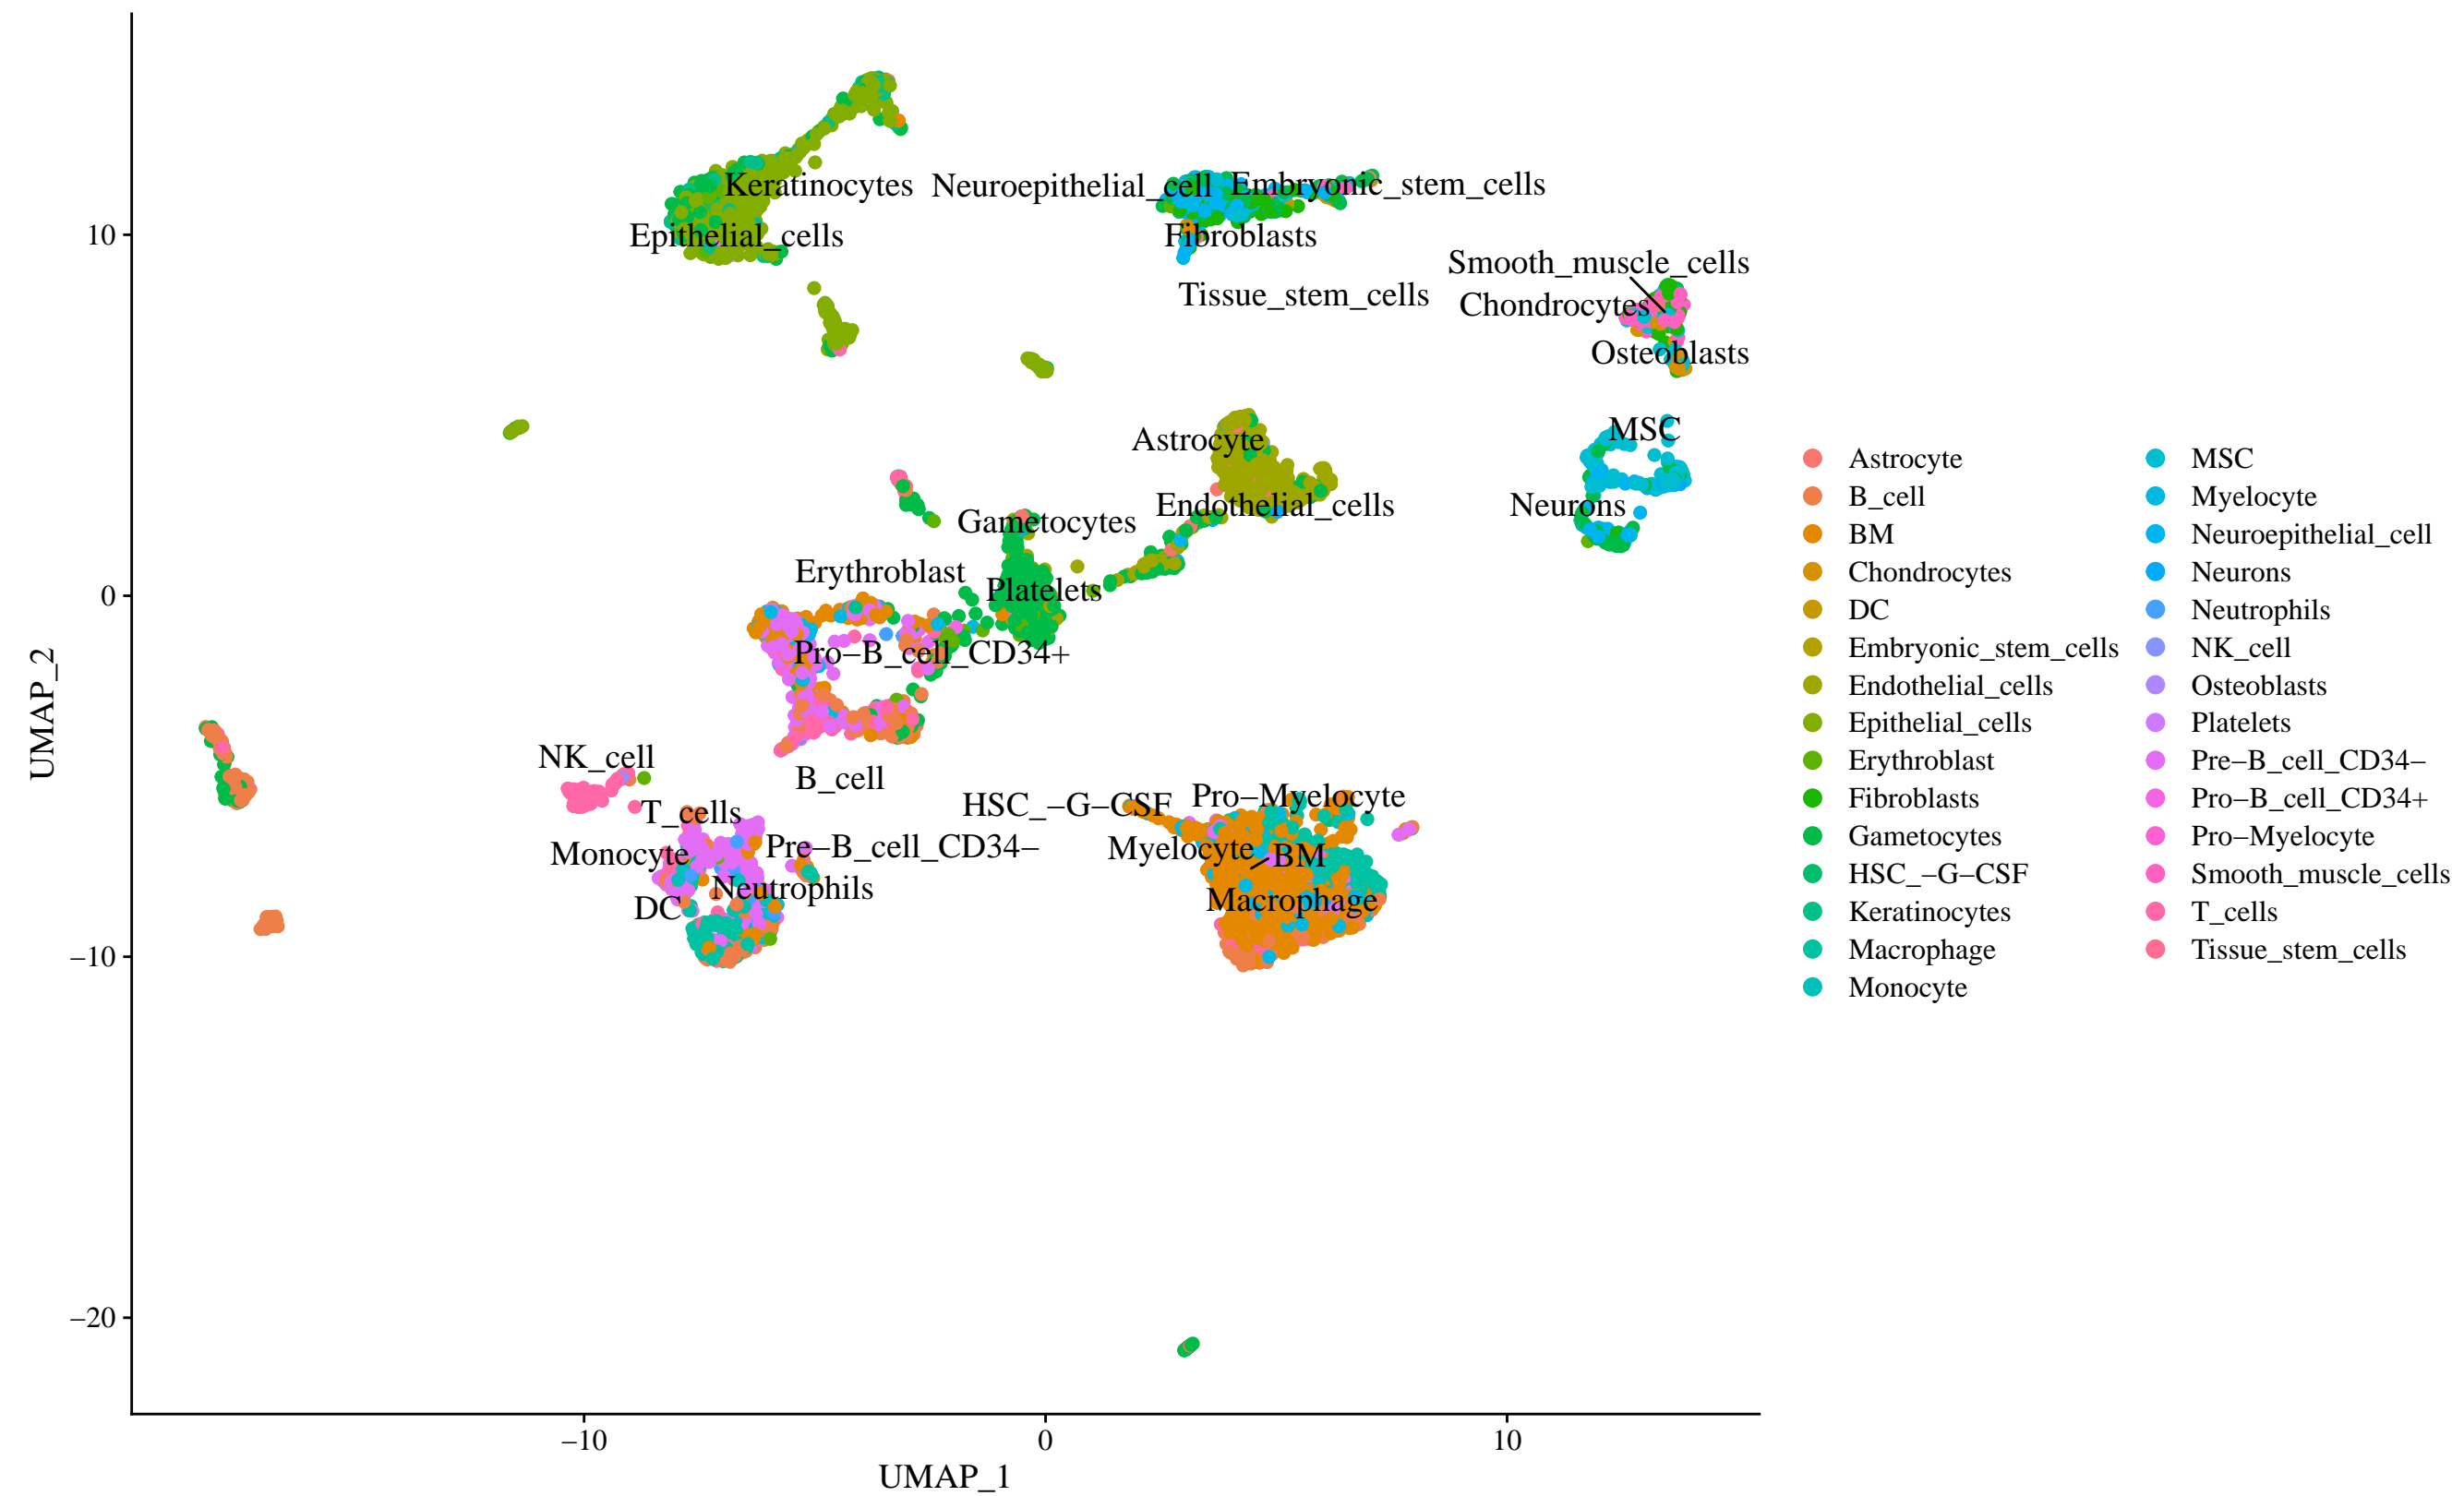 Keratinocytes
Neuroepithelial_cell
Embryonic_stem_cells
Epithelial_cells
Fibroblasts
Smooth_muscle_cells
Tissue_stem_cells
Chondrocytes
Osteoblasts
Astrocyte
MSC
Endothelial_cells
Neurons
Gametocytes
Erythroblast
Platelets
Pro−B_cell_CD34+
NK_cell
B_cell
HSC_−G−CSF
Pro−Myelocyte
T_cells
Monocyte
Pre−B_cell_CD34−
Myelocyte
BM
Neutrophils
DC
Macrophage
10
0
−10
−20
UMAP_2
−10
0
10
UMAP_1
Astrocyte
B_cell
BM
Chondrocytes
DC
Embryonic_stem_cells
Endothelial_cells
Epithelial_cells
Erythroblast
Fibroblasts
Gametocytes
HSC_−G−CSF
Keratinocytes
Macrophage
Monocyte
MSC
Myelocyte
Neuroepithelial_cell
Neurons
Neutrophils
NK_cell
Osteoblasts
Platelets
Pre−B_cell_CD34−
Pro−B_cell_CD34+
Pro−Myelocyte
Smooth_muscle_cells
T_cells
Tissue_stem_cells